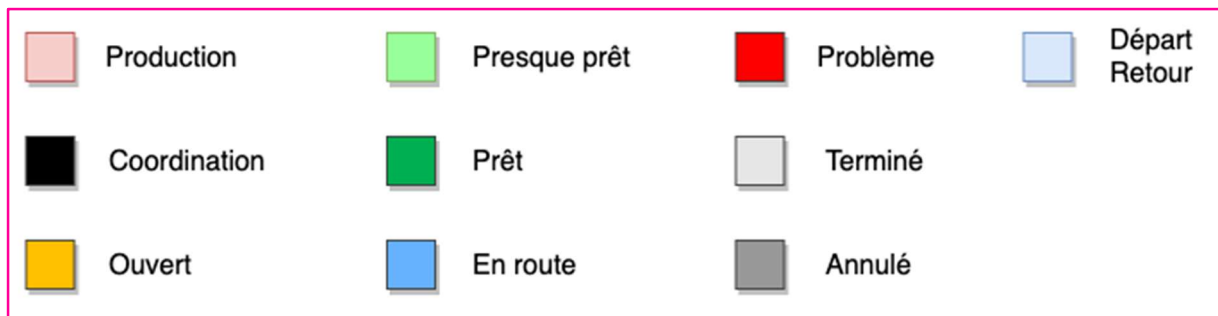 Production
Presque prêt
Problème
Départ
Retour
Coordination
Prêt
Terminé
Ouvert
En route
Annulé